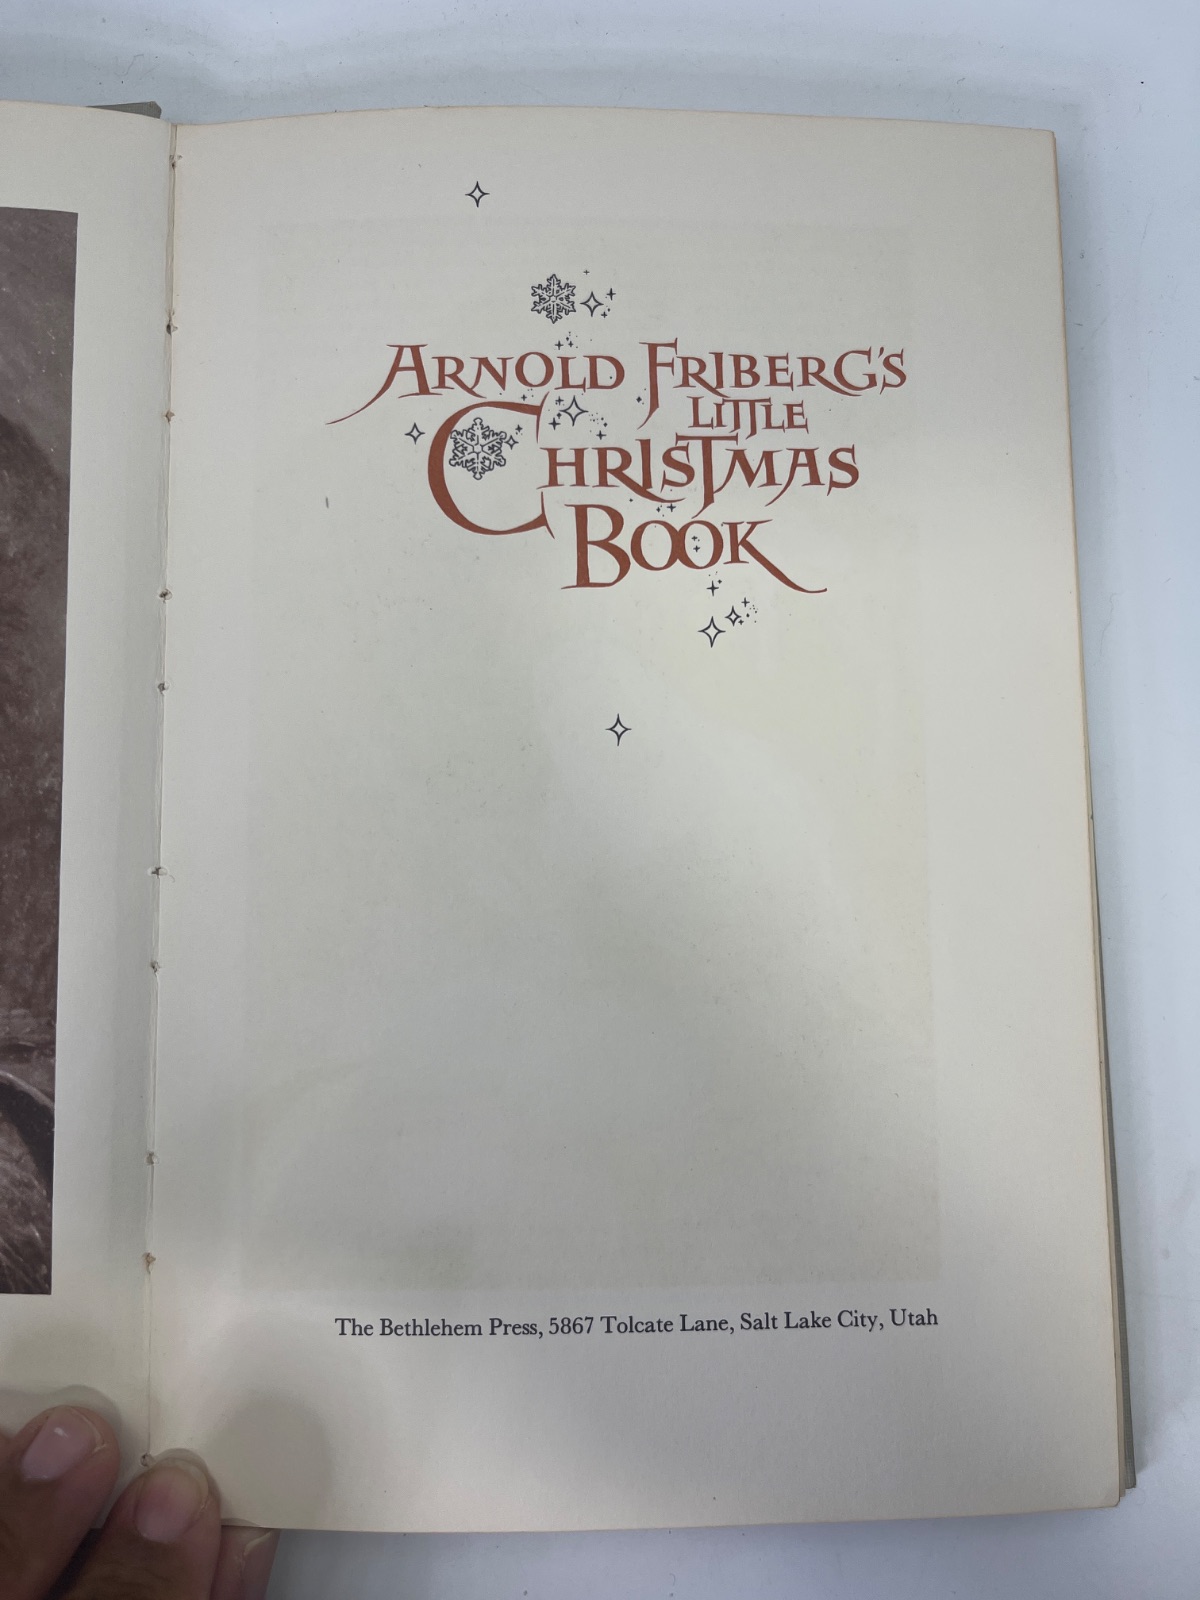 ARNOLD FRIBERG'S
LITTLE
CHRISTMAS
BOOK
The Bethlehem Press, 5867 Tolcate Lane, Salt Lake City, Utah